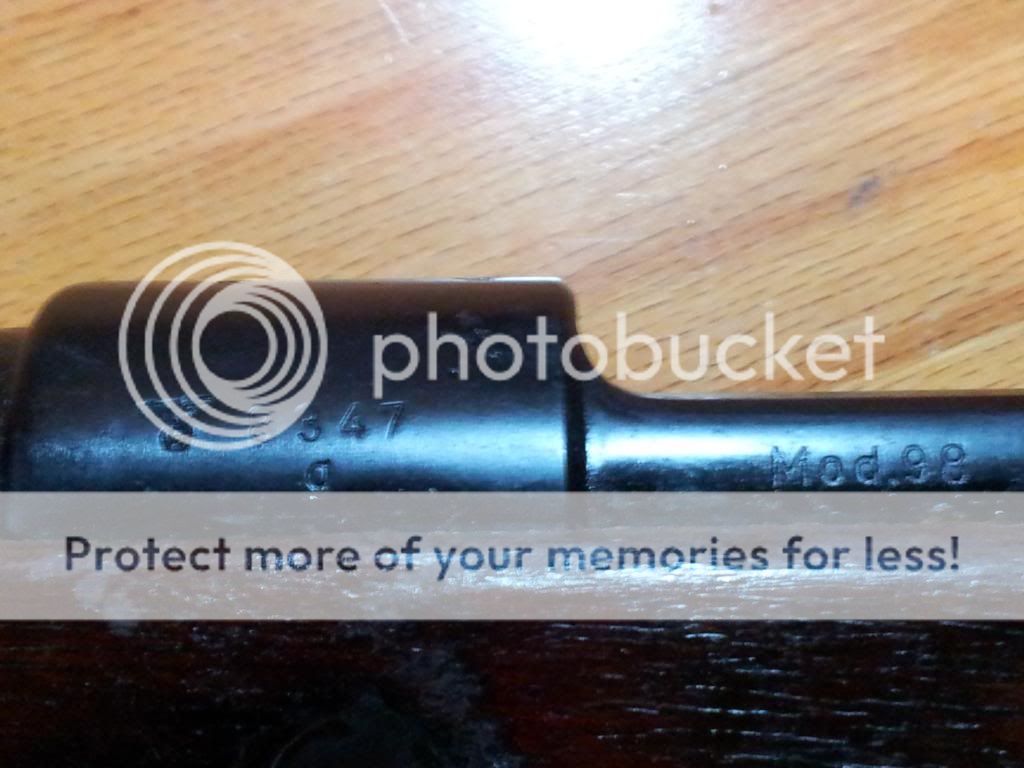 photobucket
347
g
Mod.98
Protect more of your memories for less!